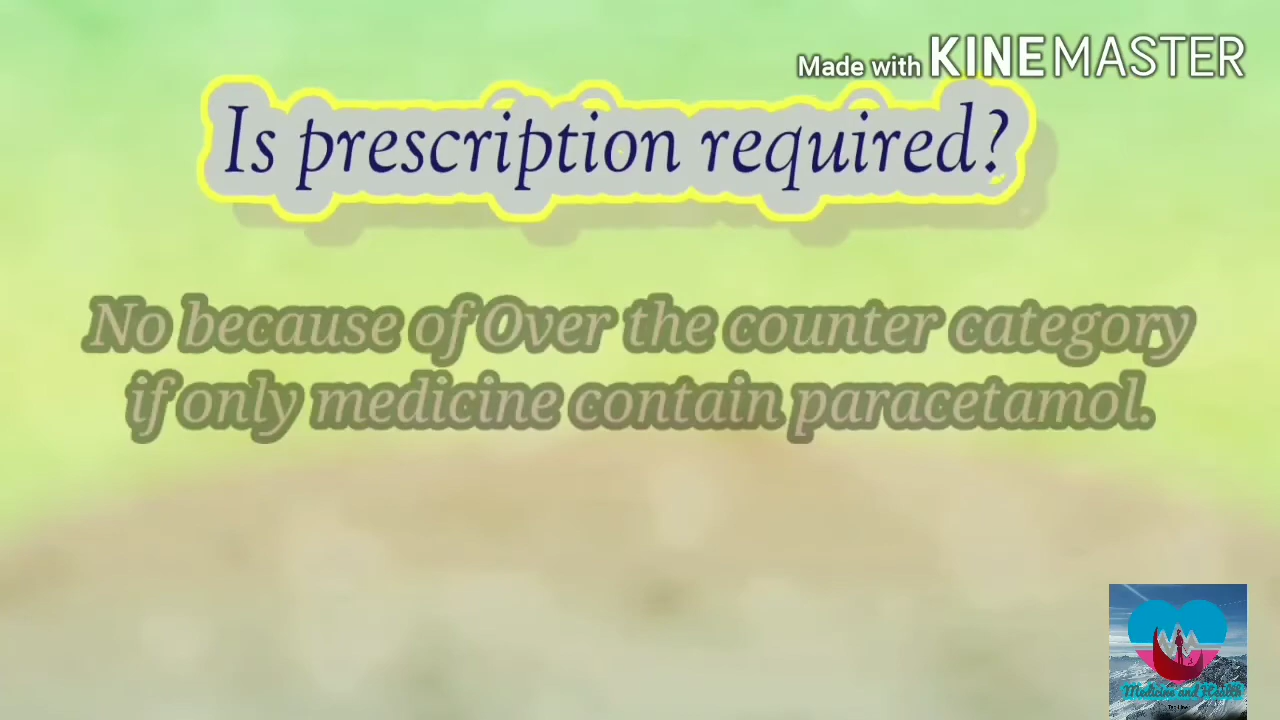 Made with KINEMASTER
Is prescription required?
No because of Over the counter category
if only medicine contain paracetamol.
Medicine and Health